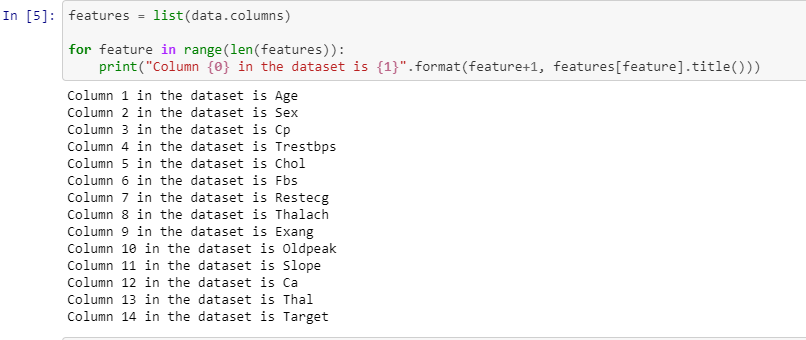 In [5]: features = list(data.columns)
for feature in range(len(features)):
    print("Column {0} in the dataset is {1}".format(feature+1, features[feature].title()))
Column 1 in the dataset is Age
Column 2 in the dataset is Sex
Column 3 in the dataset is Cp
Column 4 in the dataset is Trestbps
Column 5 in the dataset is Chol
Column 6 in the dataset is Fbs
Column 7 in the dataset is Restecg
Column 8 in the dataset is Thalach
Column 9 in the dataset is Exang
Column 10 in the dataset is Oldpeak
Column 11 in the dataset is Slope
Column 12 in the dataset is Ca
Column 13 in the dataset is Thal
Column 14 in the dataset is Target